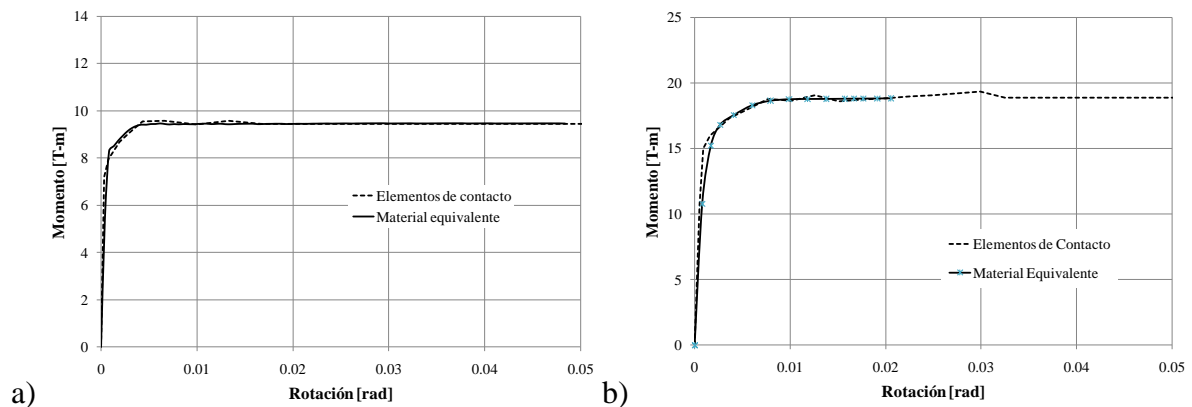 14
12
10
8
6
4
2
0
Momento [T-m]
Elementos de contacto
Material equivalente
0 0.01 0.02 0.03 0.04 0.05
Rotación [rad]
a)
25
20
15
10
5
0
Momento [T-m]
Elementos de Contacto
Material Equivalente
0 0.01 0.02 0.03 0.04 0.05
Rotación [rad]
b)